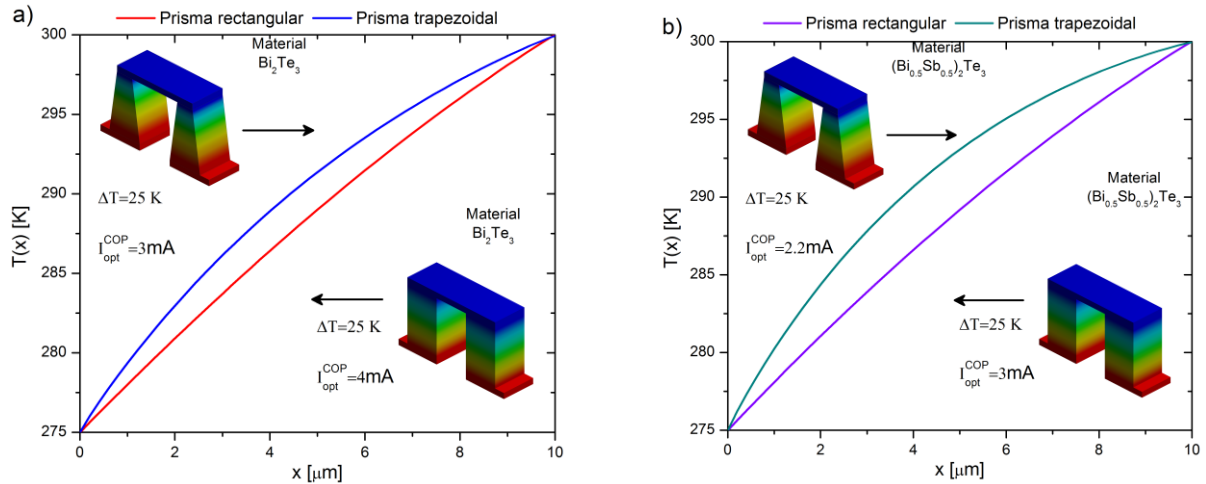 a)
Prisma rectangular Prisma trapezoidal
300
295
290
285
280
275
T(x) [K]
Material
Bi₂Te₃
ΔT=25 K
I_opt^COP=3mA
Material
Bi₂Te₃
ΔT=25 K
I_opt^COP=4mA
0 2 4 6 8 10
x [μm]
b)
Prisma rectangular Prisma trapezoidal
300
295
290
285
280
275
T(x) [K]
Material
(Bi₀.₅Sb₀.₅)₂Te₃
ΔT=25 K
I_opt^COP=2.2mA
Material
(Bi₀.₅Sb₀.₅)₂Te₃
ΔT=25 K
I_opt^COP=3mA
0 2 4 6 8 10
x [μm]